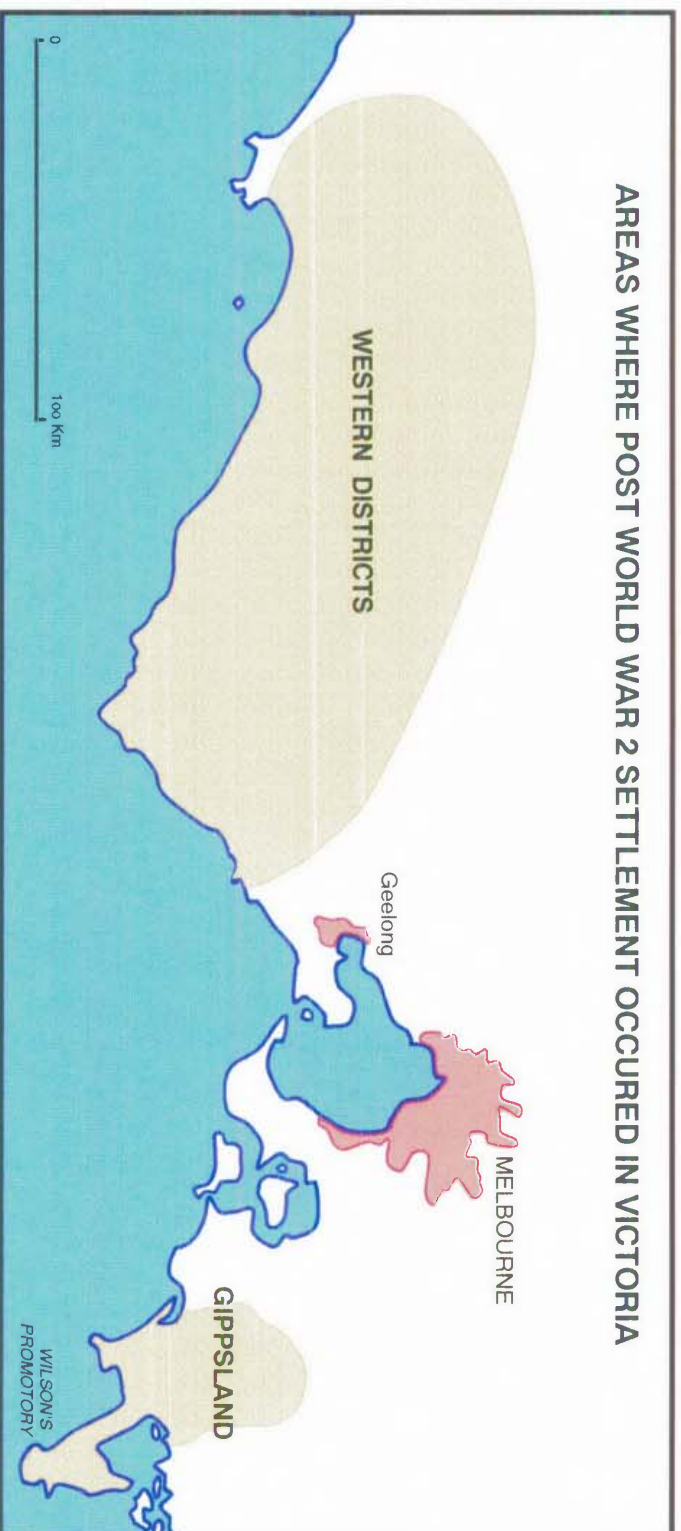 AREAS WHERE POST WORLD WAR 2 SETTLEMENT OCCURED IN VICTORIA
WESTERN DISTRICTS
Geelong
MELBOURNE
GIPPSLAND
WILSON'S
PROMOTORY
0 100 Km